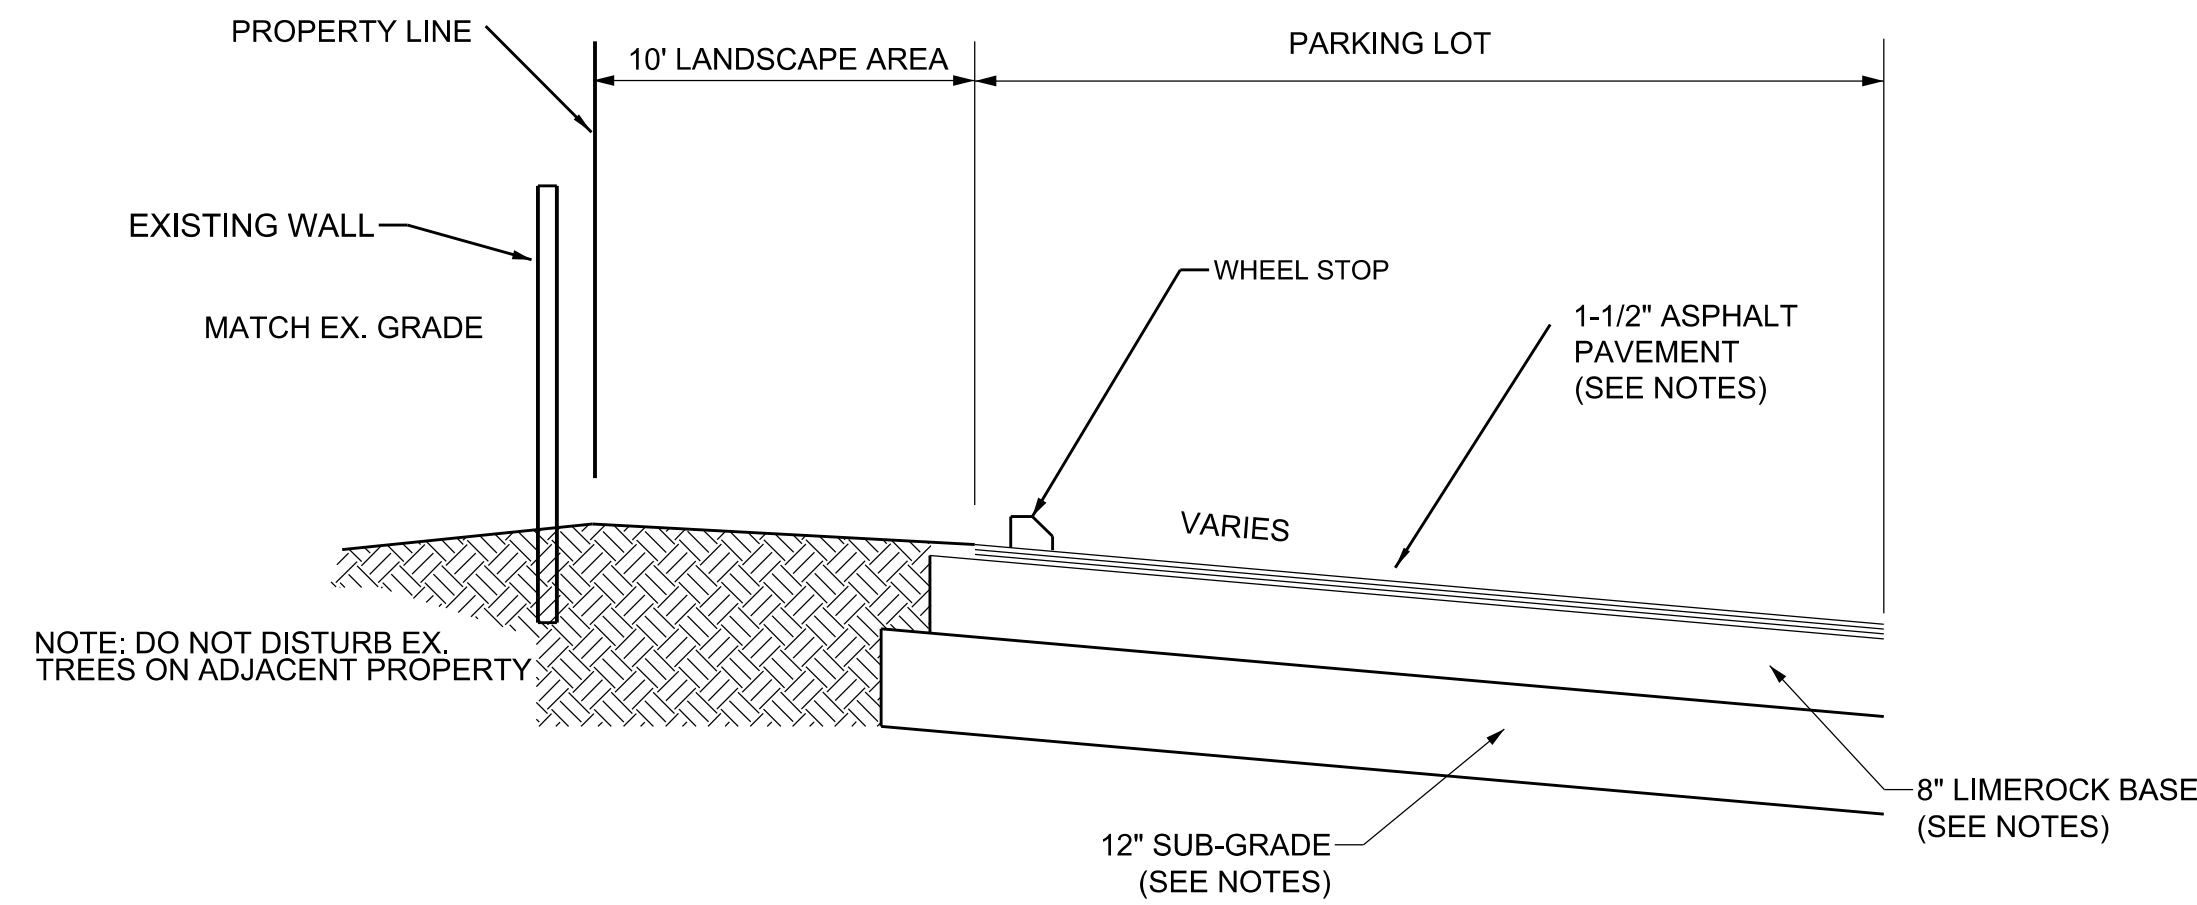 PROPERTY LINE
10' LANDSCAPE AREA
PARKING LOT
EXISTING WALL
MATCH EX. GRADE
WHEEL STOP
1-1/2" ASPHALT
PAVEMENT
(SEE NOTES)
VARIES
NOTE: DO NOT DISTURB EX.
TREES ON ADJACENT PROPERTY
8" LIMEROCK BASE
(SEE NOTES)
12" SUB-GRADE
(SEE NOTES)